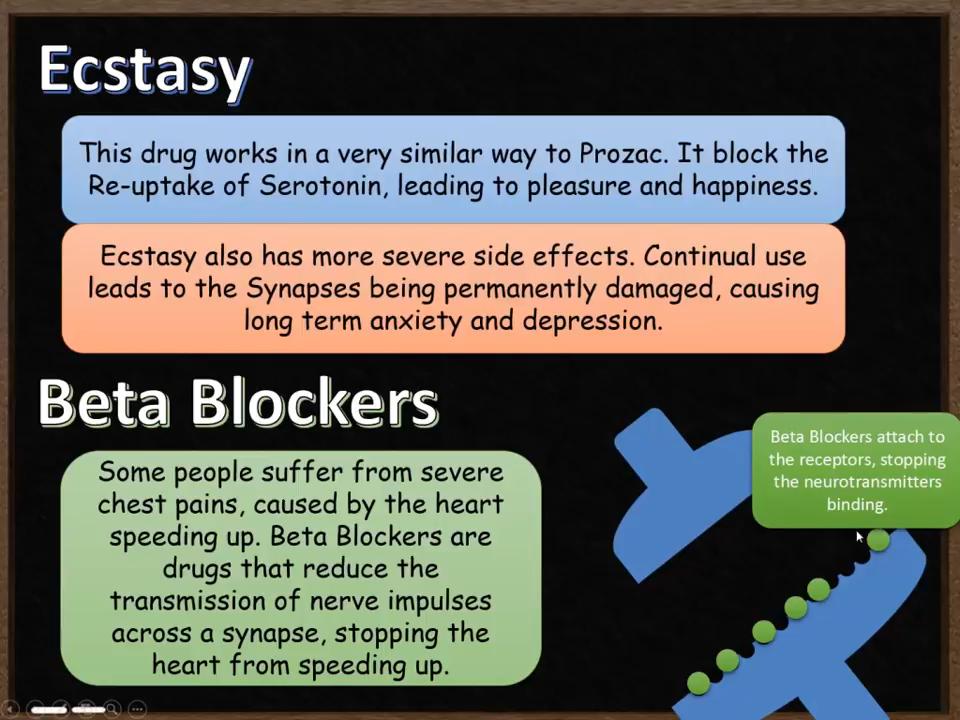 Ecstasy
This drug works in a very similar way to Prozac. It block the
Re-uptake of Serotonin, leading to pleasure and happiness.
Ecstasy also has more severe side effects. Continual use
leads to the Synapses being permanently damaged, causing
long term anxiety and depression.
Beta Blockers
Some people suffer from severe
chest pains, caused by the heart
speeding up. Beta Blockers are
drugs that reduce the
transmission of nerve impulses
across a synapse, stopping the
heart from speeding up.
Beta Blockers attach to
the receptors, stopping
the neurotransmitters
binding.